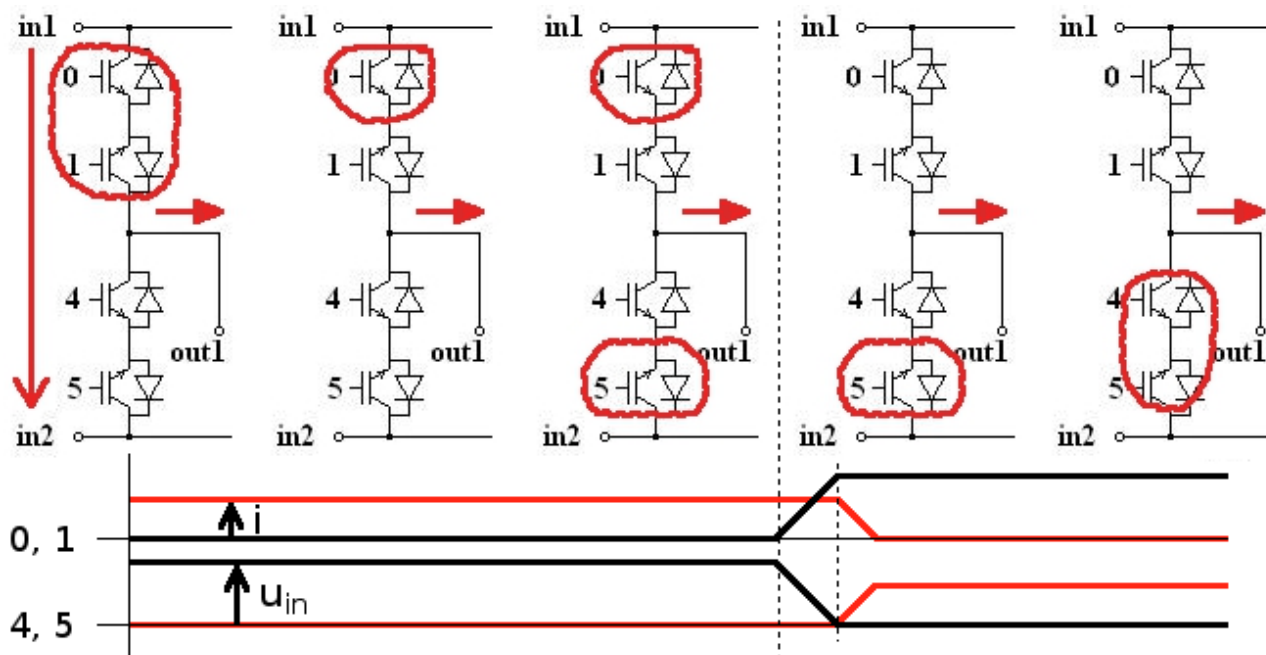 in1 in1 in1 in1 in1
0 0 0 0
1 1 1 1 1
4 4 4 4 4
out1 out1 out1 out1 out1
5 5 5 5 5
in2 in2 in2 in2 in2
i
0, 1
uin
4, 5